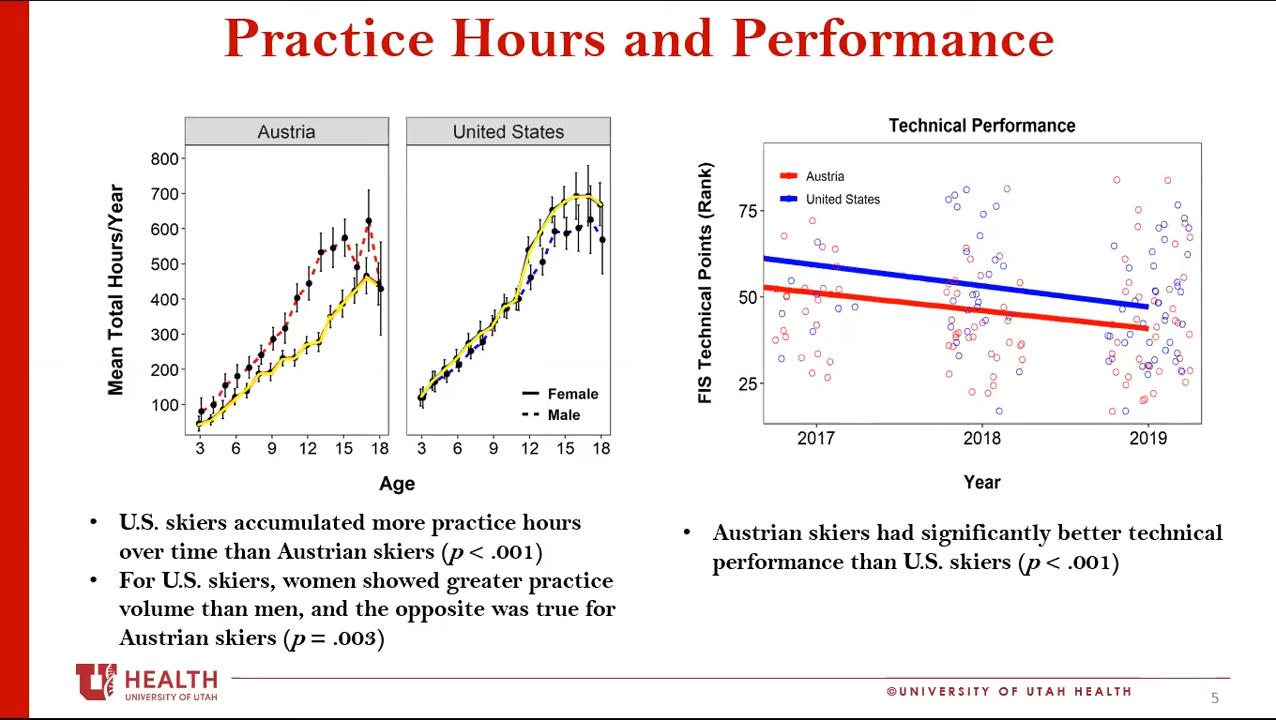 Practice Hours and Performance
Austria
United States
Mean Total Hours/Year
800
700
600
500
400
300
200
100
Female
Male
3 6 9 12 15 18
3 6 9 12 15 18
Age
Technical Performance
Austria
United States
FIS Technical Points (Rank)
75
50
25
2017 2018 2019
Year
• U.S. skiers accumulated more practice hours
over time than Austrian skiers (p < .001)
• For U.S. skiers, women showed greater practice
volume than men, and the opposite was true for
Austrian skiers (p = .003)
• Austrian skiers had significantly better technical
performance than U.S. skiers (p < .001)
U HEALTH
UNIVERSITY OF UTAH
©UNIVERSITY OF UTAH HEALTH
5